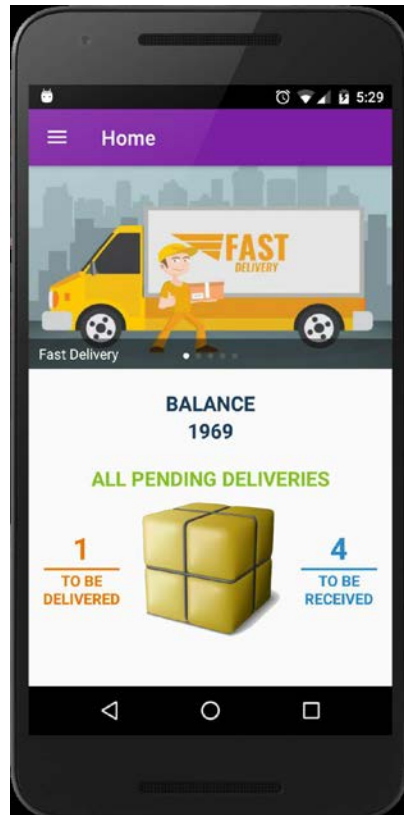 5:29
Home
FAST
DELIVERY
Fast Delivery
BALANCE
1969
ALL PENDING DELIVERIES
1
TO BE
DELIVERED
4
TO BE
RECEIVED